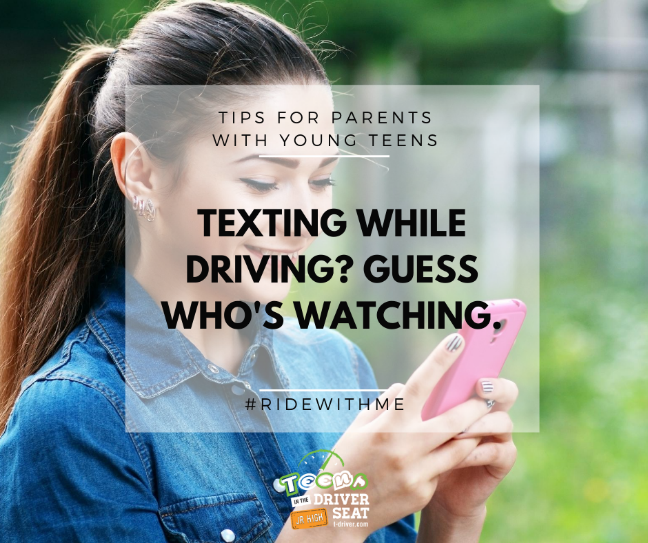 TIPS FOR PARENTS
WITH YOUNG TEENS
TEXTING WHILE
DRIVING? GUESS
WHO'S WATCHING.
#RIDEWITHME
TEENS
IN THE
DRIVER
SEAT
JR. HIGH
t-driver.com